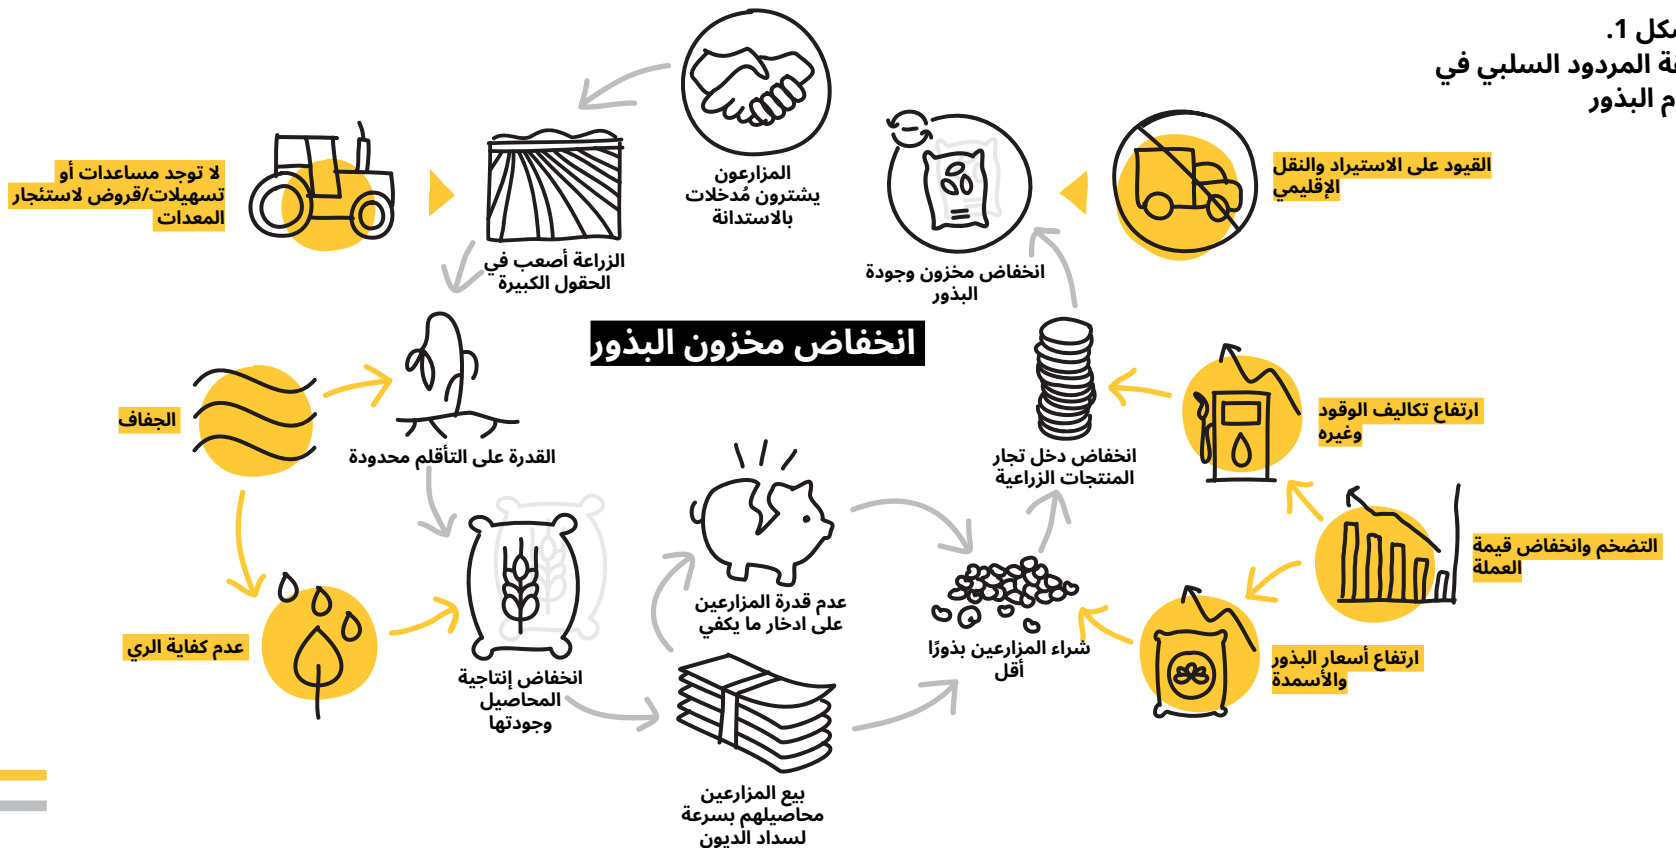 المردود السلبي في
البذور
المزارعون
يشترون مُدخلات
بالاستدانة
القيود على الاستيراد والنقل
الإقليمي
لا توجد مساعدات أو
تسهيلات/قروض لاستئجار
المعدات
الزراعة أصعب في
الحقول الكبيرة
انخفاض مخزون وجودة
البذور
انخفاض مخزون البذور
الجفاف
القدرة على التأقلم محدودة
انخفاض دخل تجار
المنتجات الزراعية
ارتفاع تكاليف الوقود
وغيره
التضخم وانخفاض قيمة
العملة
عدم كفاية الري
انخفاض إنتاجية
المحاصيل
وجودتها
عدم قدرة المزارعين
على ادخار ما يكفي
شراء المزارعين بذورًا
أقل
ارتفاع أسعار البذور
والأسمدة
بيع المزارعين
محاصيلهم بسرعة
لسداد الديون